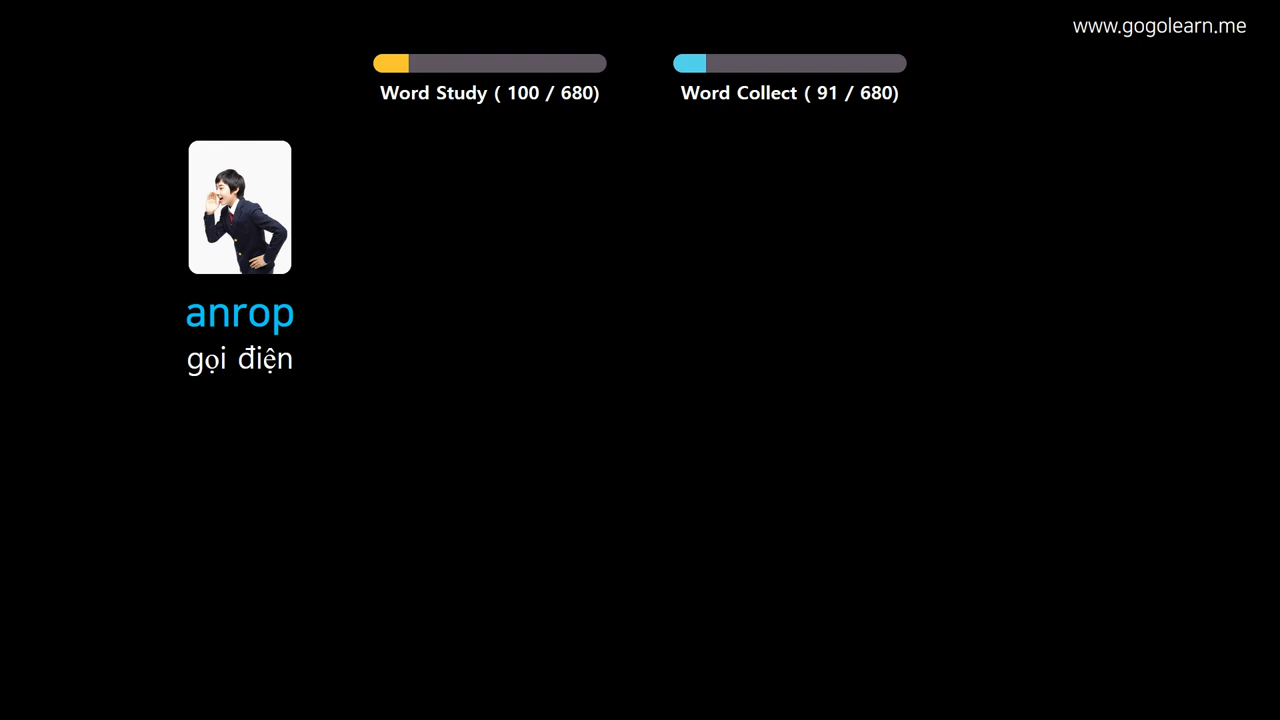 www.gogolearn.me
Word Study ( 100 / 680)
Word Collect ( 91 / 680)
anrop
gọi điện